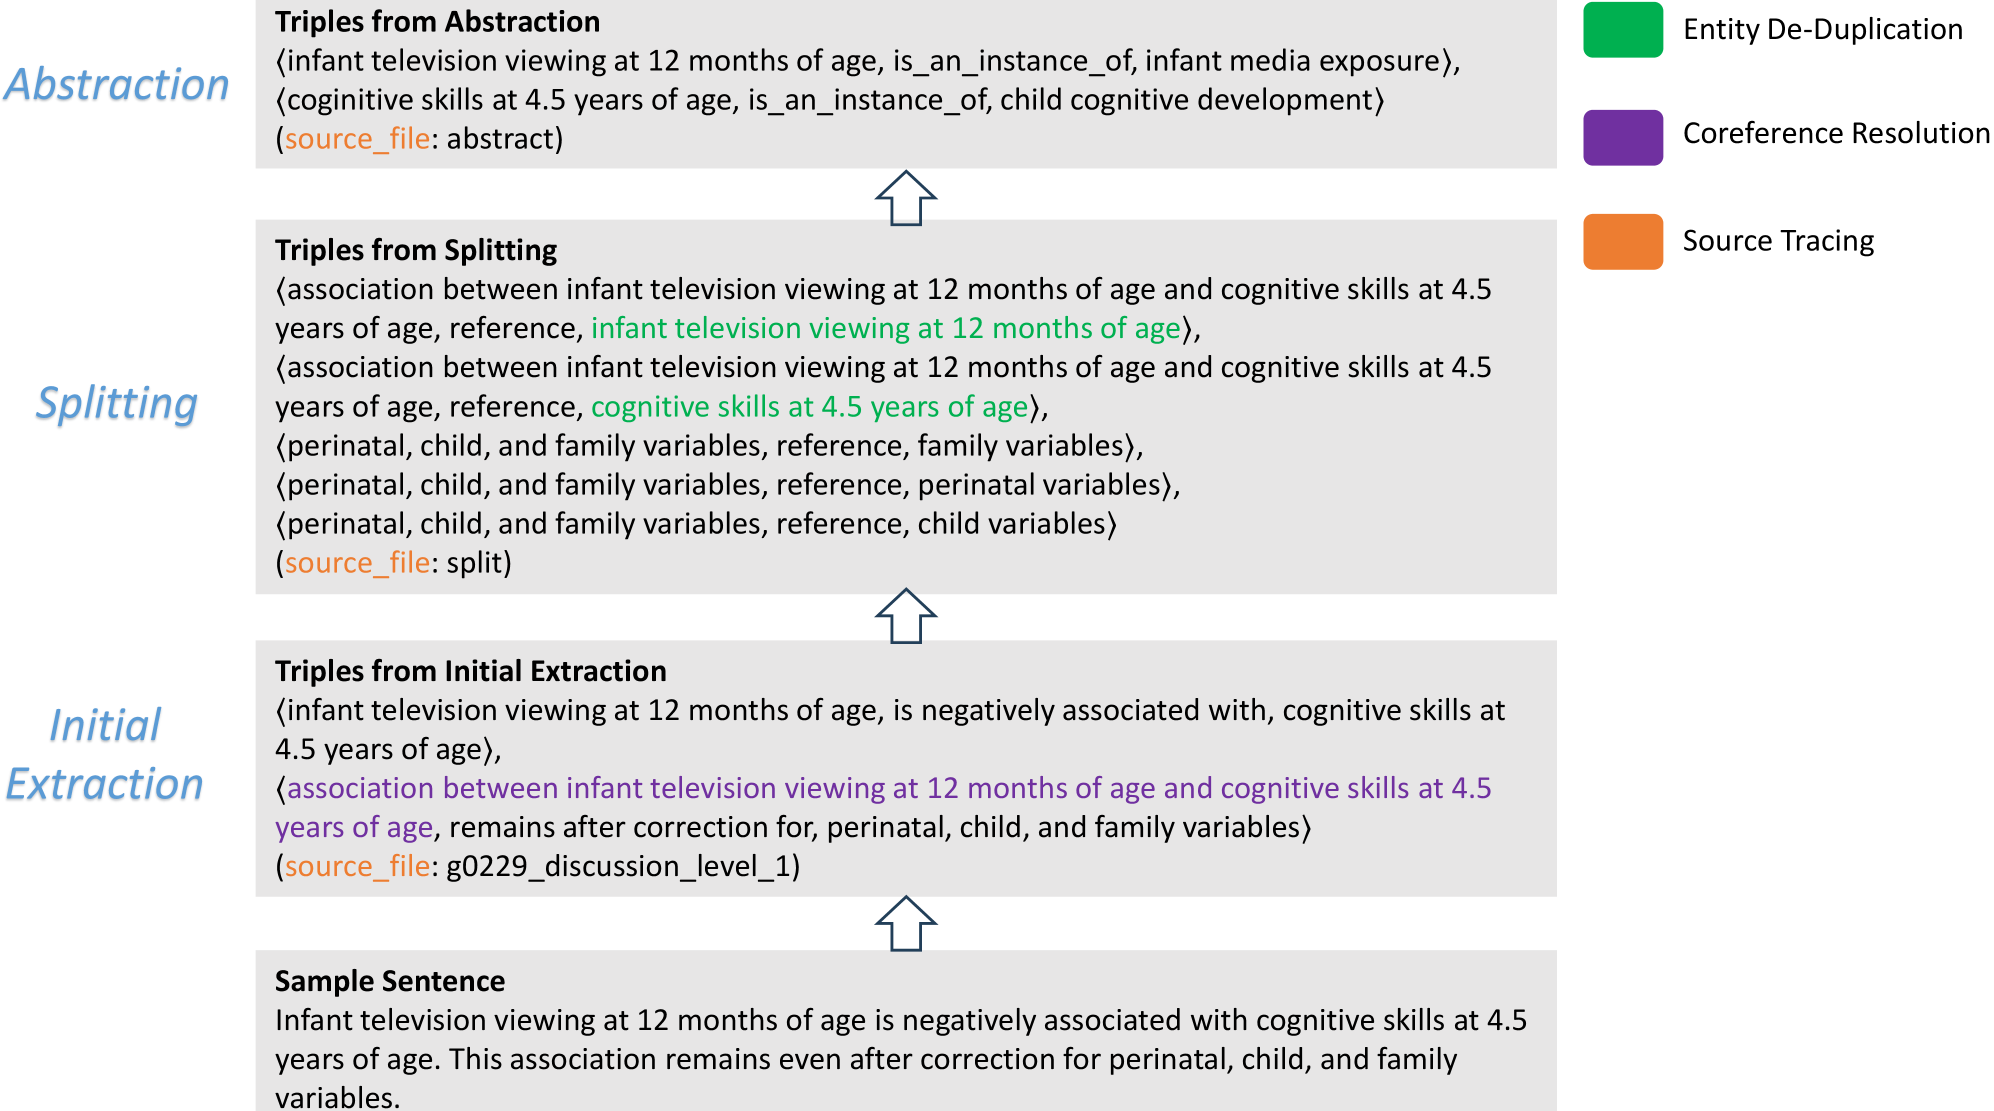 Abstraction
Triples from Abstraction
⟨infant television viewing at 12 months of age, is_an_instance_of, infant media exposure⟩,
⟨coginitive skills at 4.5 years of age, is_an_instance_of, child cognitive development⟩
(source_file: abstract)
Entity De-Duplication
Coreference Resolution
Source Tracing
Splitting
Triples from Splitting
⟨association between infant television viewing at 12 months of age and cognitive skills at 4.5
years of age, reference, infant television viewing at 12 months of age⟩,
⟨association between infant television viewing at 12 months of age and cognitive skills at 4.5
years of age, reference, cognitive skills at 4.5 years of age⟩,
⟨perinatal, child, and family variables, reference, family variables⟩,
⟨perinatal, child, and family variables, reference, perinatal variables⟩,
⟨perinatal, child, and family variables, reference, child variables⟩
(source_file: split)
Initial
Extraction
Triples from Initial Extraction
⟨infant television viewing at 12 months of age, is negatively associated with, cognitive skills at
4.5 years of age⟩,
⟨association between infant television viewing at 12 months of age and cognitive skills at 4.5
years of age, remains after correction for, perinatal, child, and family variables⟩
(source_file: g0229_discussion_level_1)
Sample Sentence
Infant television viewing at 12 months of age is negatively associated with cognitive skills at 4.5
years of age. This association remains even after correction for perinatal, child, and family
variables.